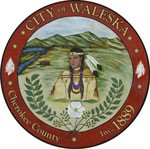 CITY OF WALESKA
Cherokee County
Inc. 1889